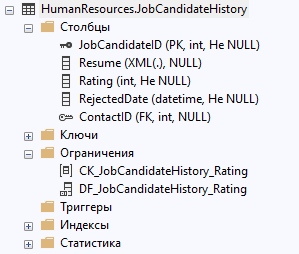 HumanResources.JobCandidateHistory
Столбцы
JobCandidateID (PK, int, Не NULL)
Resume (XML(.), NULL)
Rating (int, Не NULL)
RejectedDate (datetime, Не NULL)
ContactID (FK, int, NULL)
Ключи
Ограничения
CK_JobCandidateHistory_Rating
DF_JobCandidateHistory_Rating
Триггеры
Индексы
Статистика